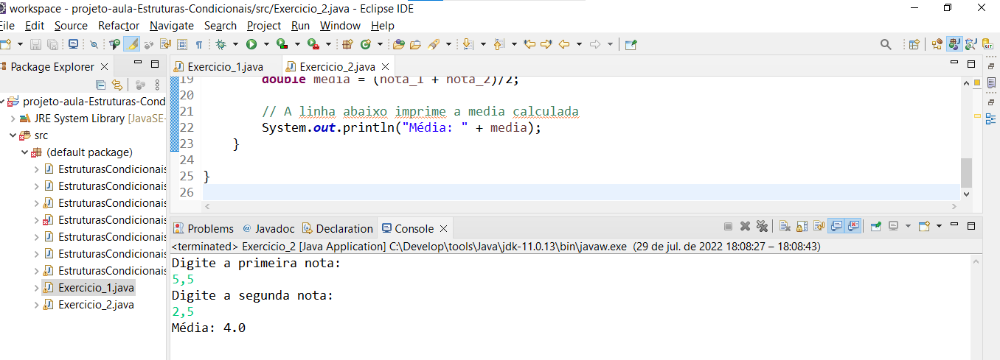 workspace - projeto-aula-Estruturas-Condicionais/src/Exercicio_2.java - Eclipse IDE
File Edit Source Refactor Navigate Search Project Run Window Help
Package Explorer
projeto-aula-Estruturas-Cond
JRE System Library [JavaSE-
src
(default package)
EstruturasCondicionais
EstruturasCondicionais
EstruturasCondicionais
EstruturasCondicionais
EstruturasCondicionais
EstruturasCondicionais
EstruturasCondicionais
Exercicio_1.java
Exercicio_2.java
Exercicio_1.java Exercicio_2.java
19 double media = (nota_1 + nota_2)/2;
20
21 // A linha abaixo imprime a media calculada
22 System.out.println("Média: " + media);
23 }
24
25 }
26
Problems @ Javadoc Declaration Console
<terminated> Exercicio_2 [Java Application] C:\Develop\tools\Java\jdk-11.0.13\bin\javaw.exe (29 de jul. de 2022 18:08:27 – 18:08:43)
Digite a primeira nota:
5,5
Digite a segunda nota:
2,5
Média: 4.0